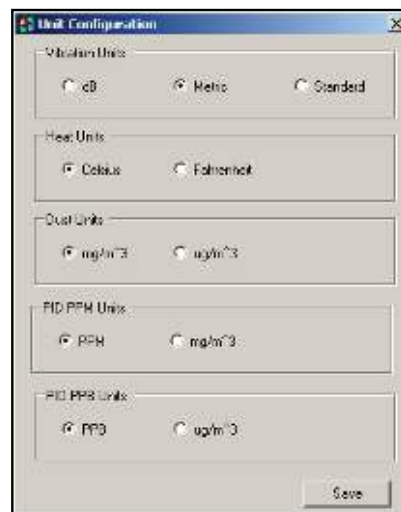 Unit Configuration
Vibration Units
dB Metric Standard
Heat Units
Celsius Fahrenheit
Dust Units
mg/m^3 ug/m^3
PID PPM Units
PPM mg/m^3
PID PPB Units
PPB ug/m^3
Save